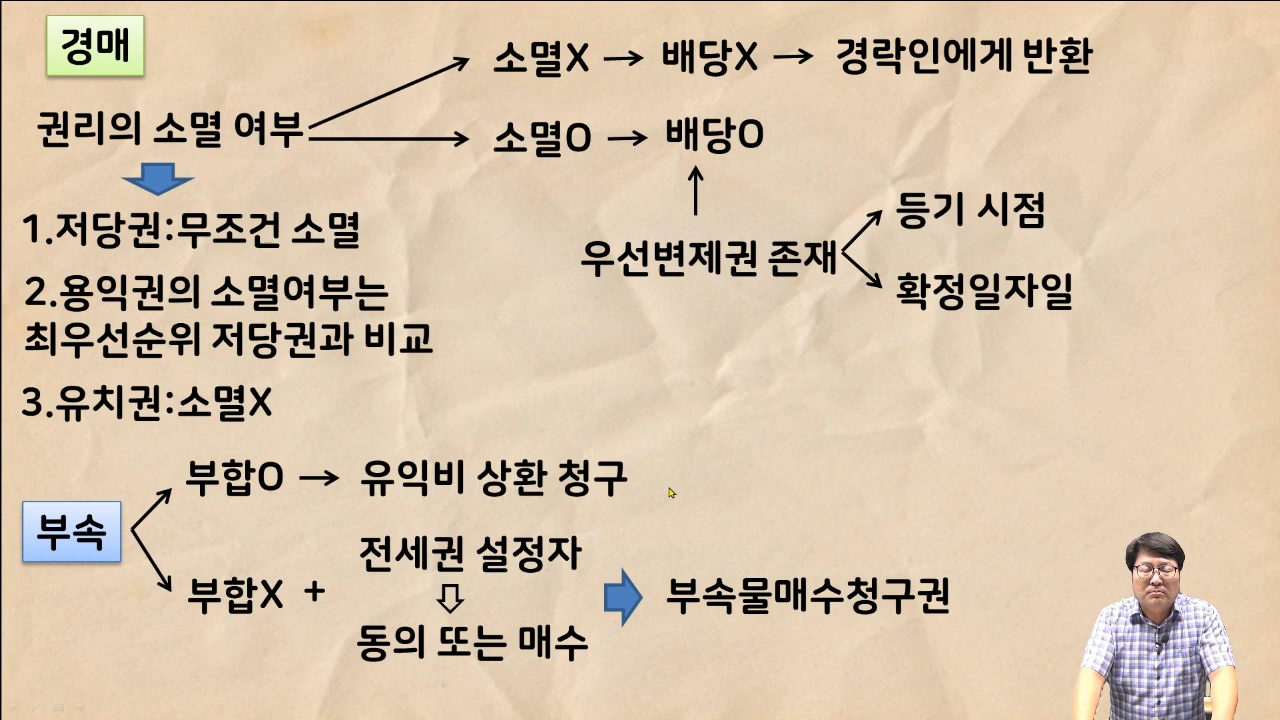 경매
권리의 소멸 여부
소멸X → 배당X → 경락인에게 반환
소멸O → 배당O
우선변제권 존재
등기 시점
확정일자일
1.저당권:무조건 소멸
2.용익권의 소멸여부는
최우선순위 저당권과 비교
3.유치권:소멸X
부속
부합O → 유익비 상환 청구
부합X +
전세권 설정자
동의 또는 매수
부속물매수청구권